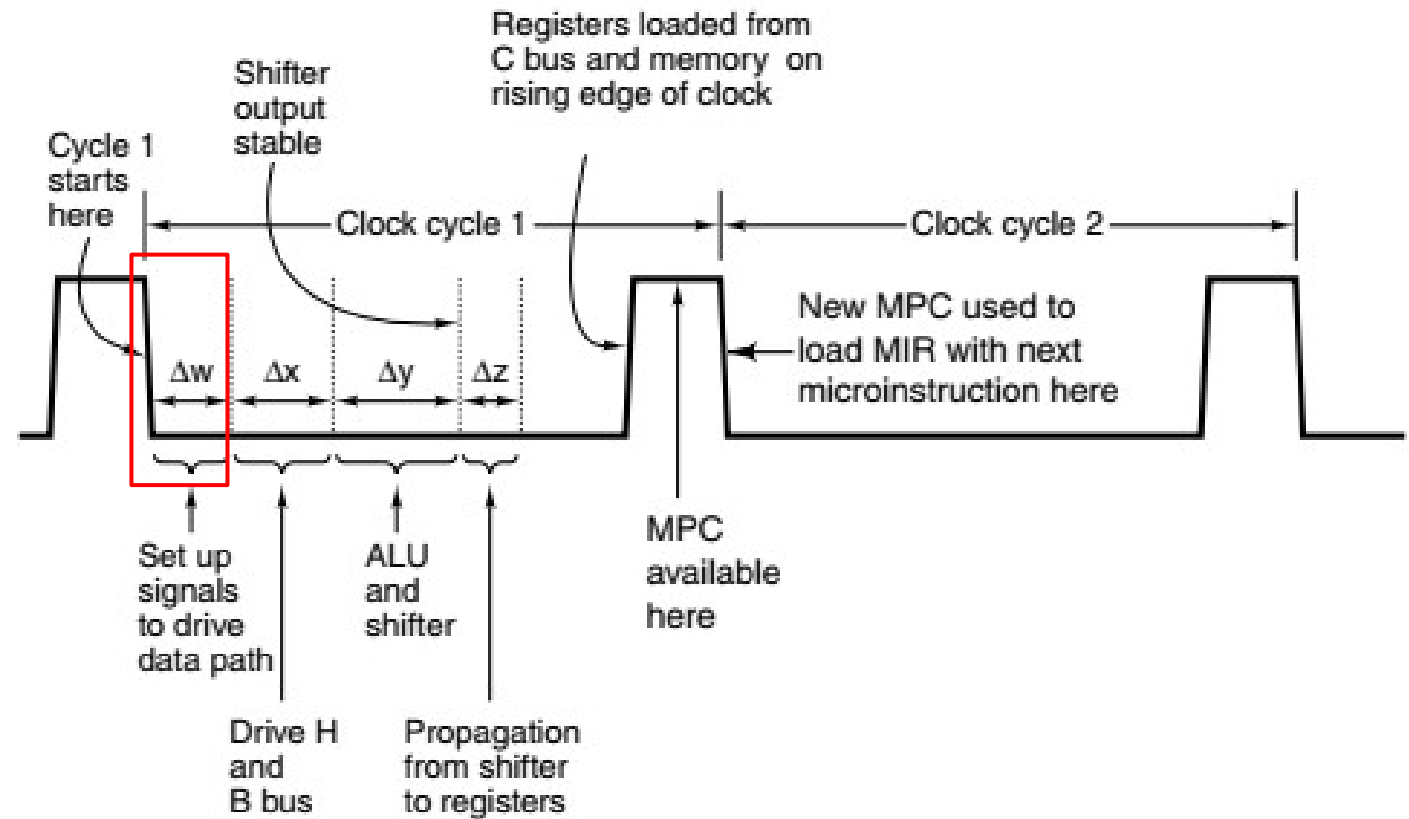 Registers loaded from
C bus and memory on
rising edge of clock
Shifter
output
stable
Cycle 1
starts
here
Clock cycle 1
Clock cycle 2
New MPC used to
load MIR with next
microinstruction here
Δw
Δx
Δy
Δz
Set up
signals
to drive
data path
ALU
and
shifter
MPC
available
here
Drive H
and
B bus
Propagation
from shifter
to registers